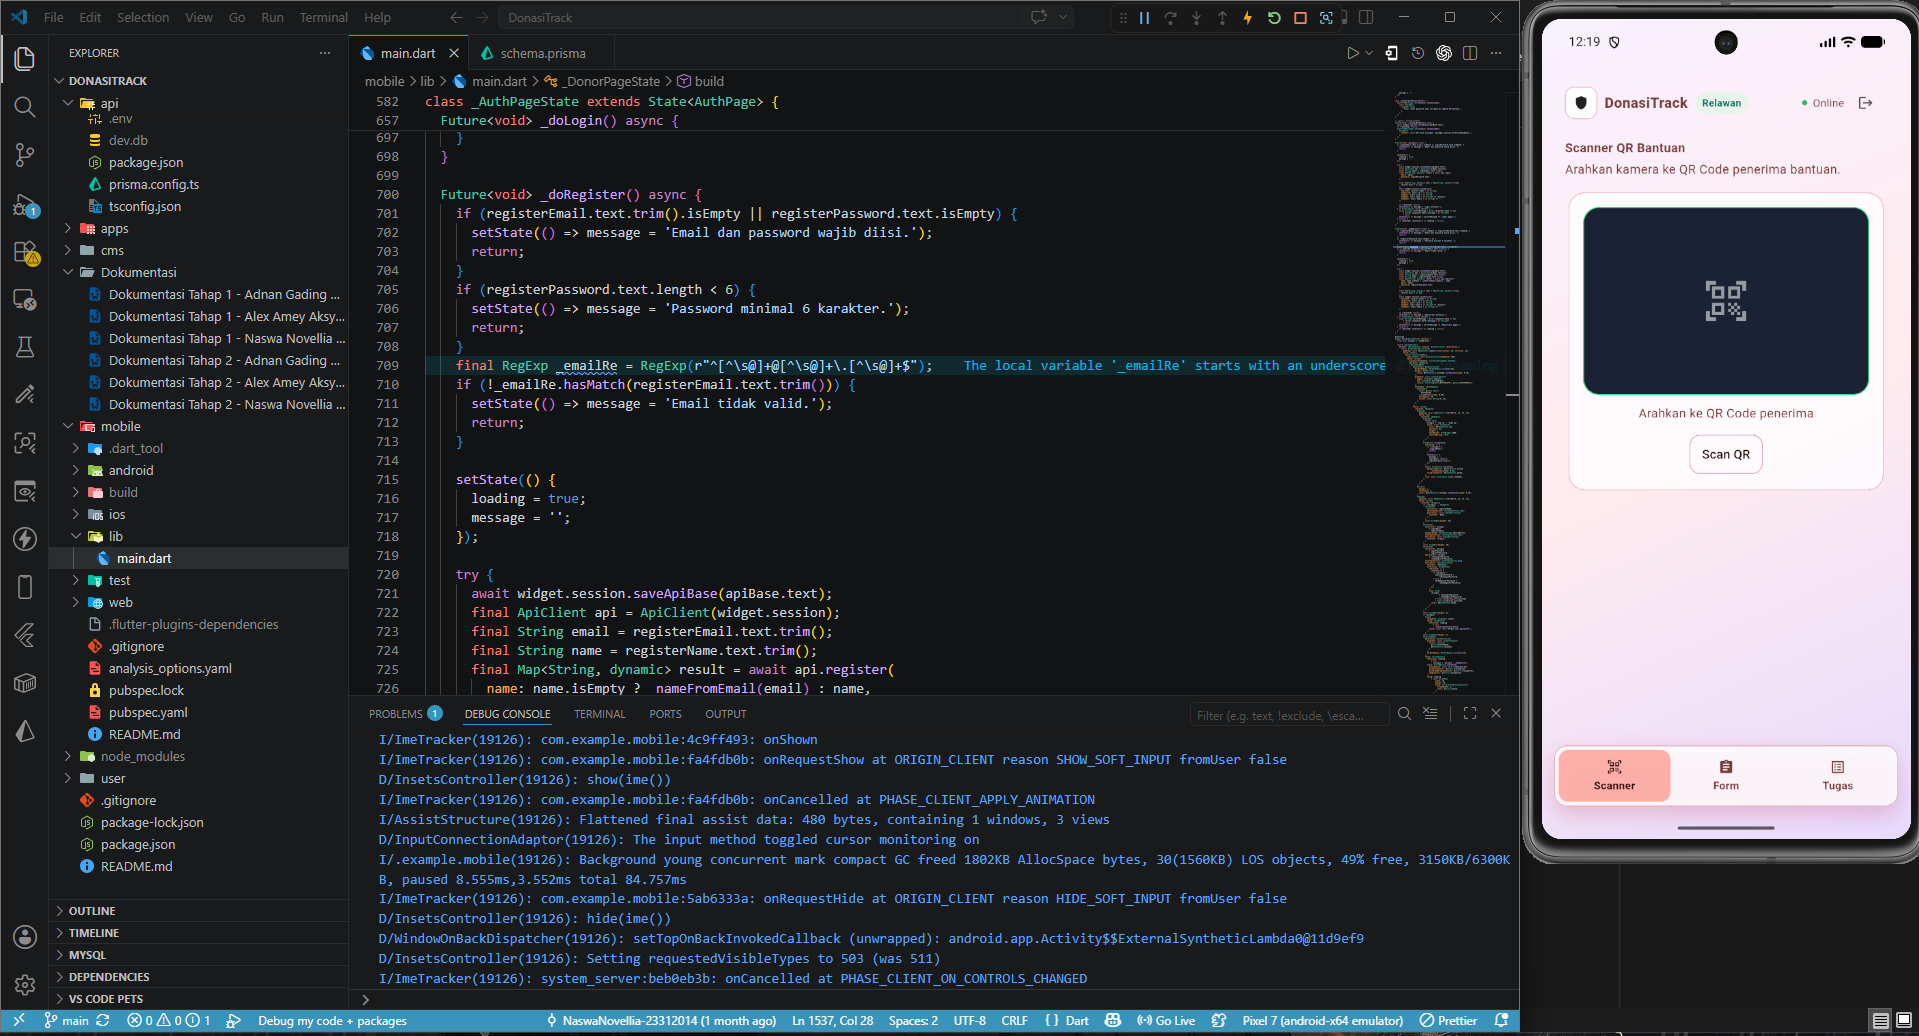 File Edit Selection View Go Run Terminal Help
DonasiTrack
EXPLORER
DONASITRACK
api
.env
dev.db
package.json
prisma.config.ts
tsconfig.json
apps
cms
Dokumentasi
Dokumentasi Tahap 1 - Adnan Gading ...
Dokumentasi Tahap 1 - Alex Amey Aksy...
Dokumentasi Tahap 1 - Naswa Novellia ...
Dokumentasi Tahap 2 - Adnan Gading ...
Dokumentasi Tahap 2 - Alex Amey Aksy...
Dokumentasi Tahap 2 - Naswa Novellia ...
mobile
.dart_tool
android
build
ios
lib
main.dart
test
web
.flutter-plugins-dependencies
.gitignore
analysis_options.yaml
pubspec.lock
pubspec.yaml
README.md
node_modules
user
.gitignore
package-lock.json
package.json
README.md
OUTLINE
TIMELINE
MYSQL
DEPENDENCIES
VS CODE PETS
main.dart
schema.prisma
mobile > lib > main.dart > _DonorPageState > build
582 class _AuthPageState extends State<AuthPage> {
657 Future<void> _doLogin() async {
697 }
698 }
699
700 Future<void> _doRegister() async {
701 if (registerEmail.text.trim().isEmpty || registerPassword.text.isEmpty) {
702 setState(() => message = 'Email dan password wajib diisi.');
703 return;
704 }
705 if (registerPassword.text.length < 6) {
706 setState(() => message = 'Password minimal 6 karakter.');
707 return;
708 }
709 final RegExp _emailRe = RegExp(r"^[^\s@]+@[^\s@]+\.[^\s@]+$"); The local variable '_emailRe' starts with an underscore
710 if (!_emailRe.hasMatch(registerEmail.text.trim())) {
711 setState(() => message = 'Email tidak valid.');
712 return;
713 }
714
715 setState(() {
716 loading = true;
717 message = '';
718 });
719
720 try {
721 await widget.session.saveApiBase(apiBase.text);
722 final ApiClient api = ApiClient(widget.session);
723 final String email = registerEmail.text.trim();
724 final String name = registerName.text.trim();
725 final Map<String, dynamic> result = await api.register(
726 name: name.isEmpty ? _nameFromEmail(email) : name,
PROBLEMS 1 DEBUG CONSOLE TERMINAL PORTS OUTPUT
Filter (e.g. text, !exclude, \esca...
I/ImeTracker(19126): com.example.mobile:4c9ff493: onShown
I/ImeTracker(19126): com.example.mobile:fa4fdb0b: onRequestShow at ORIGIN_CLIENT reason SHOW_SOFT_INPUT fromUser false
D/InsetsController(19126): show(ime())
I/ImeTracker(19126): com.example.mobile:fa4fdb0b: onCancelled at PHASE_CLIENT_APPLY_ANIMATION
I/AssistStructure(19126): Flattened final assist data: 480 bytes, containing 1 windows, 3 views
D/InputConnectionAdaptor(19126): The input method toggled cursor monitoring on
I/.example.mobile(19126): Background young concurrent mark compact GC freed 1802KB AllocSpace bytes, 30(1560KB) LOS objects, 49% free, 3150KB/6300K
B, paused 8.555ms,3.552ms total 84.757ms
I/ImeTracker(19126): com.example.mobile:5ab6333a: onRequestHide at ORIGIN_CLIENT reason HIDE_SOFT_INPUT fromUser false
D/InsetsController(19126): hide(ime())
D/WindowOnBackDispatcher(19126): setTopOnBackInvokedCallback (unwrapped): android.app.Activity$$ExternalSyntheticLambda0@11d9ef9
D/InsetsController(19126): Setting requestedVisibleTypes to 503 (was 511)
I/ImeTracker(19126): system_server:beb0eb3b: onCancelled at PHASE_CLIENT_ON_CONTROLS_CHANGED
main 0 0 1 Debug my code + packages NaswaNovellia-23312014 (1 month ago) Ln 1537, Col 28 Spaces: 2 UTF-8 CRLF {} Dart Go Live Pixel 7 (android-x64 emulator) Prettier
12:19
DonasiTrack Relawan Online
Scanner QR Bantuan
Arahkan kamera ke QR Code penerima bantuan.
Arahkan ke QR Code penerima
Scan QR
Scanner Form Tugas